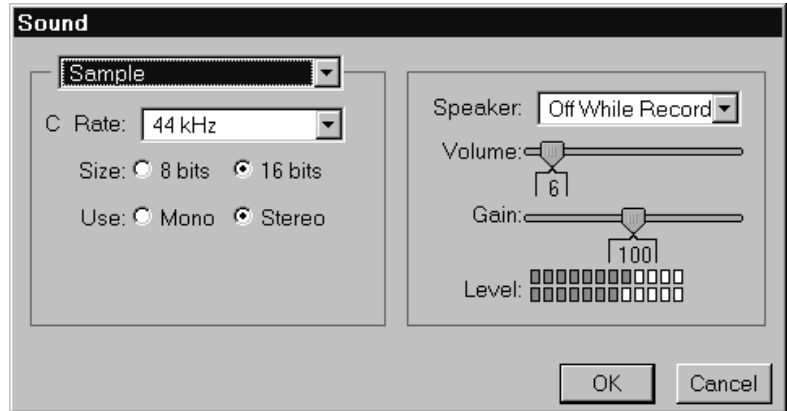 Sound
Sample
C Rate: 44 kHz
Size: 8 bits 16 bits
Use: Mono Stereo
Speaker: Off While Record
Volume:
6
Gain:
100
Level:
OK Cancel